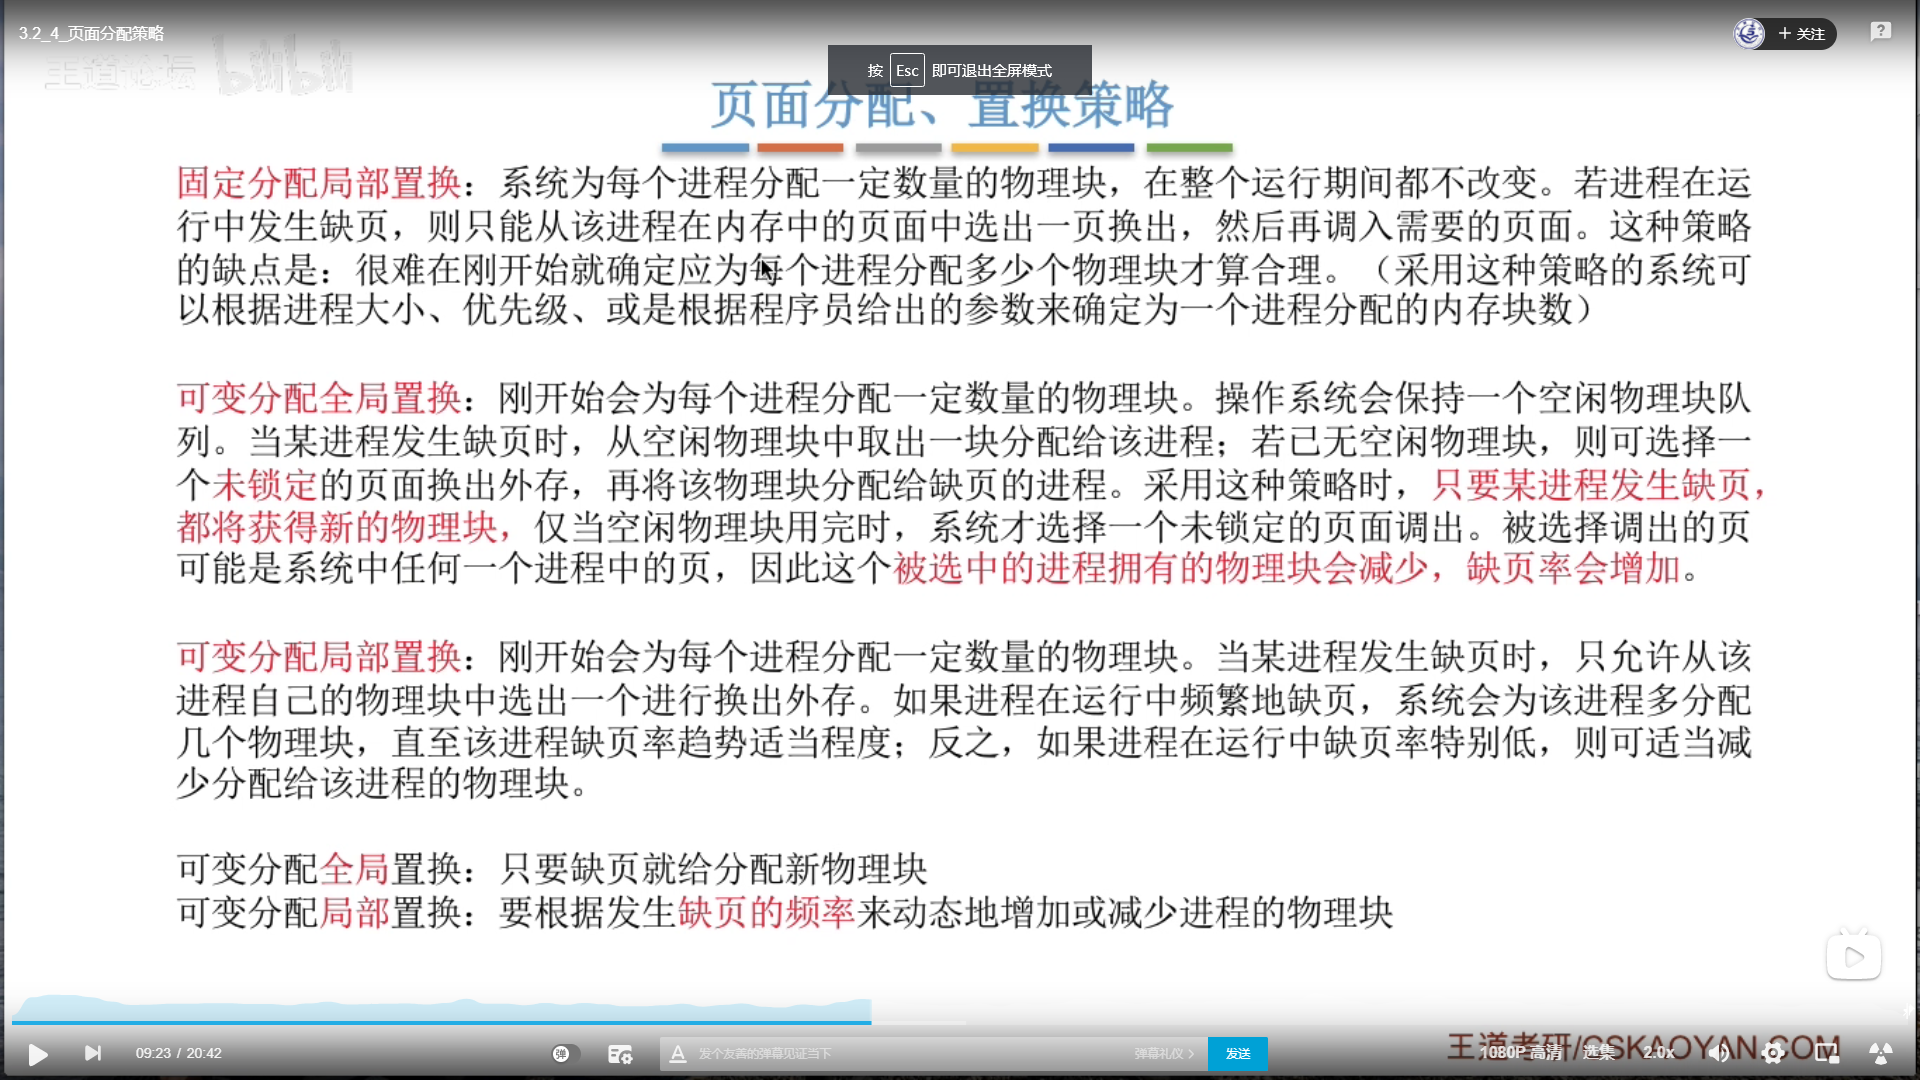 3.2_4_页面分配策略
+ 关注
王道论坛 bilibili
按 Esc 即可退出全屏模式
页面分配、置换策略
固定分配局部置换：系统为每个进程分配一定数量的物理块，在整个运行期间都不改变。若进程在运
行中发生缺页，则只能从该进程在内存中的页面中选出一页换出，然后再调入需要的页面。这种策略
的缺点是：很难在刚开始就确定应为每个进程分配多少个物理块才算合理。（采用这种策略的系统可
以根据进程大小、优先级、或是根据程序员给出的参数来确定为一个进程分配的内存块数）
可变分配全局置换：刚开始会为每个进程分配一定数量的物理块。操作系统会保持一个空闲物理块队
列。当某进程发生缺页时，从空闲物理块中取出一块分配给该进程；若已无空闲物理块，则可选择一
个未锁定的页面换出外存，再将该物理块分配给缺页的进程。采用这种策略时，只要某进程发生缺页，
都将获得新的物理块，仅当空闲物理块用完时，系统才选择一个未锁定的页面调出。被选择调出的页
可能是系统中任何一个进程中的页，因此这个被选中的进程拥有的物理块会减少，缺页率会增加。
可变分配局部置换：刚开始会为每个进程分配一定数量的物理块。当某进程发生缺页时，只允许从该
进程自己的物理块中选出一个进行换出外存。如果进程在运行中频繁地缺页，系统会为该进程多分配
几个物理块，直至该进程缺页率趋势适当程度；反之，如果进程在运行中缺页率特别低，则可适当减
少分配给该进程的物理块。
可变分配全局置换：只要缺页就给分配新物理块
可变分配局部置换：要根据发生缺页的频率来动态地增加或减少进程的物理块
王道考研/CSKAOYAN.COM
09:23 / 20:42
弹
A 发个友善的弹幕见证当下
弹幕礼仪 >
发送
1080P 高清
选集
2.0x